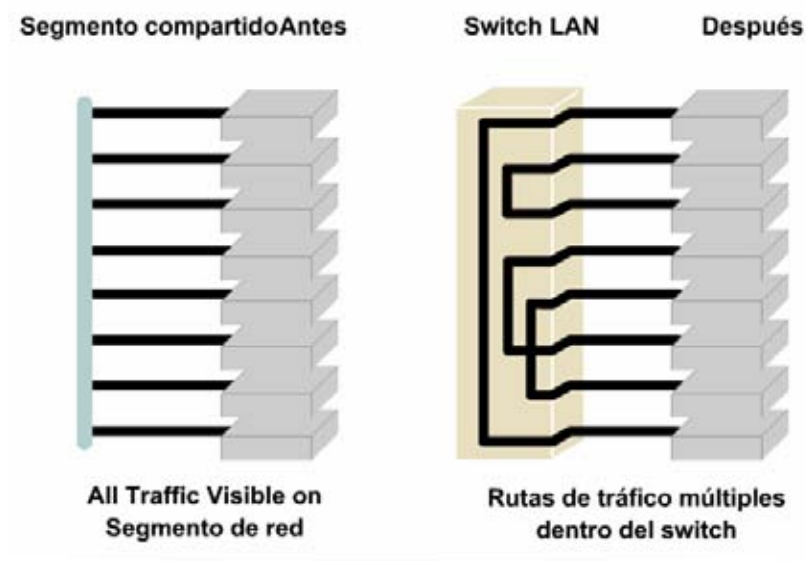 Segmento compartidoAntes
Switch LAN
Después
All Traffic Visible on
Segmento de red
Rutas de tráfico múltiples
dentro del switch